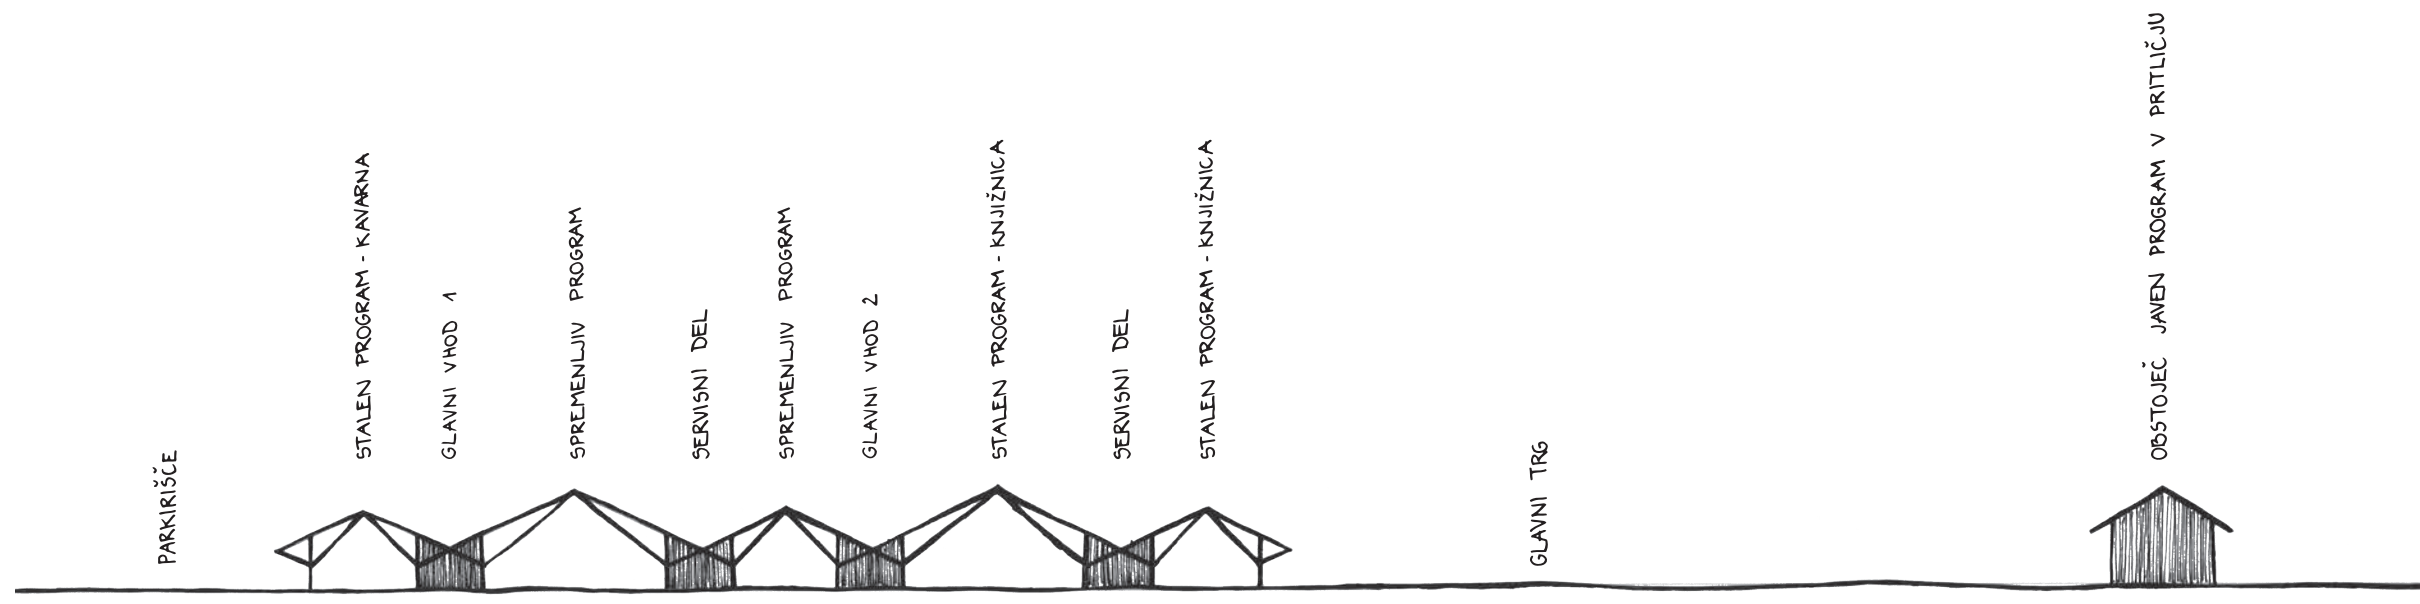 PARKIRIŠČE
STALEN PROGRAM - KAVARNA
GLAVNI VHOD 1
SPREMENLJIV PROGRAM
SERVISNI DEL
SPREMENLJIV PROGRAM
GLAVNI VHOD 2
STALEN PROGRAM - KNJIŽNICA
SERVISNI DEL
STALEN PROGRAM - KNJIŽNICA
GLAVNI TRG
OBSTOJEČ JAVEN PROGRAM V PRITLIČJU